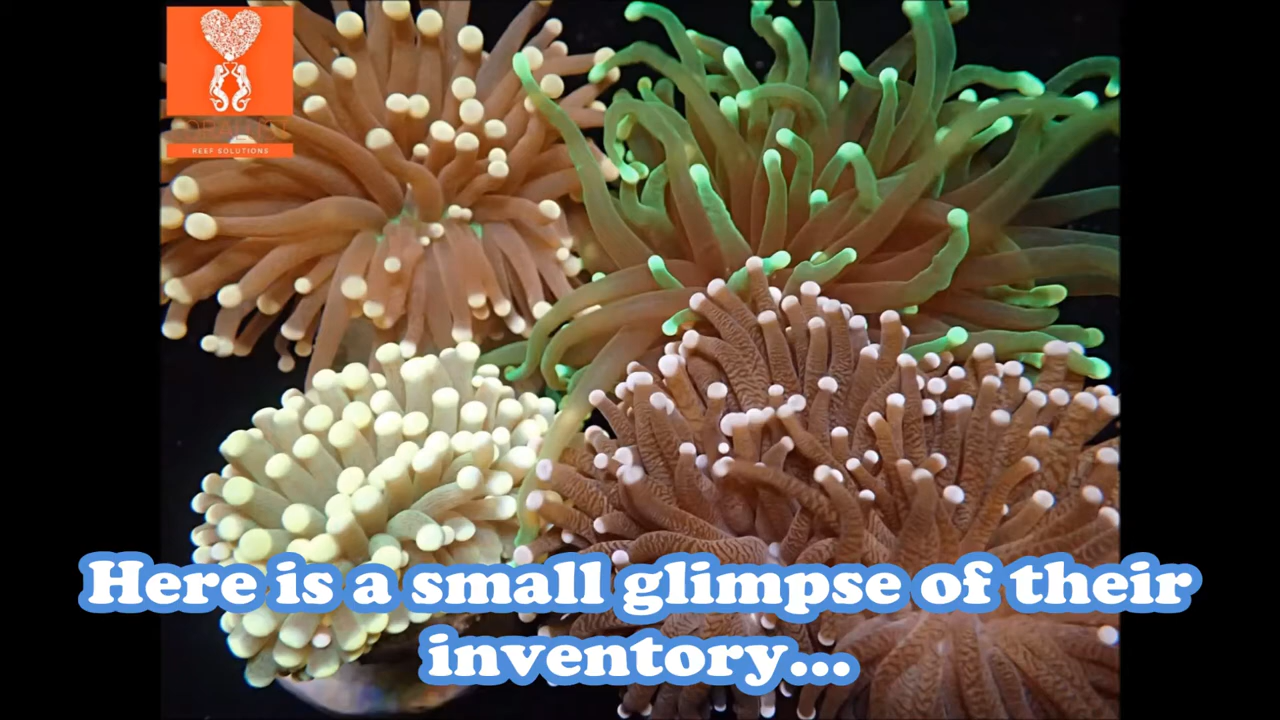 REEF SOLUTIONS
Here is a small glimpse of their
inventory...